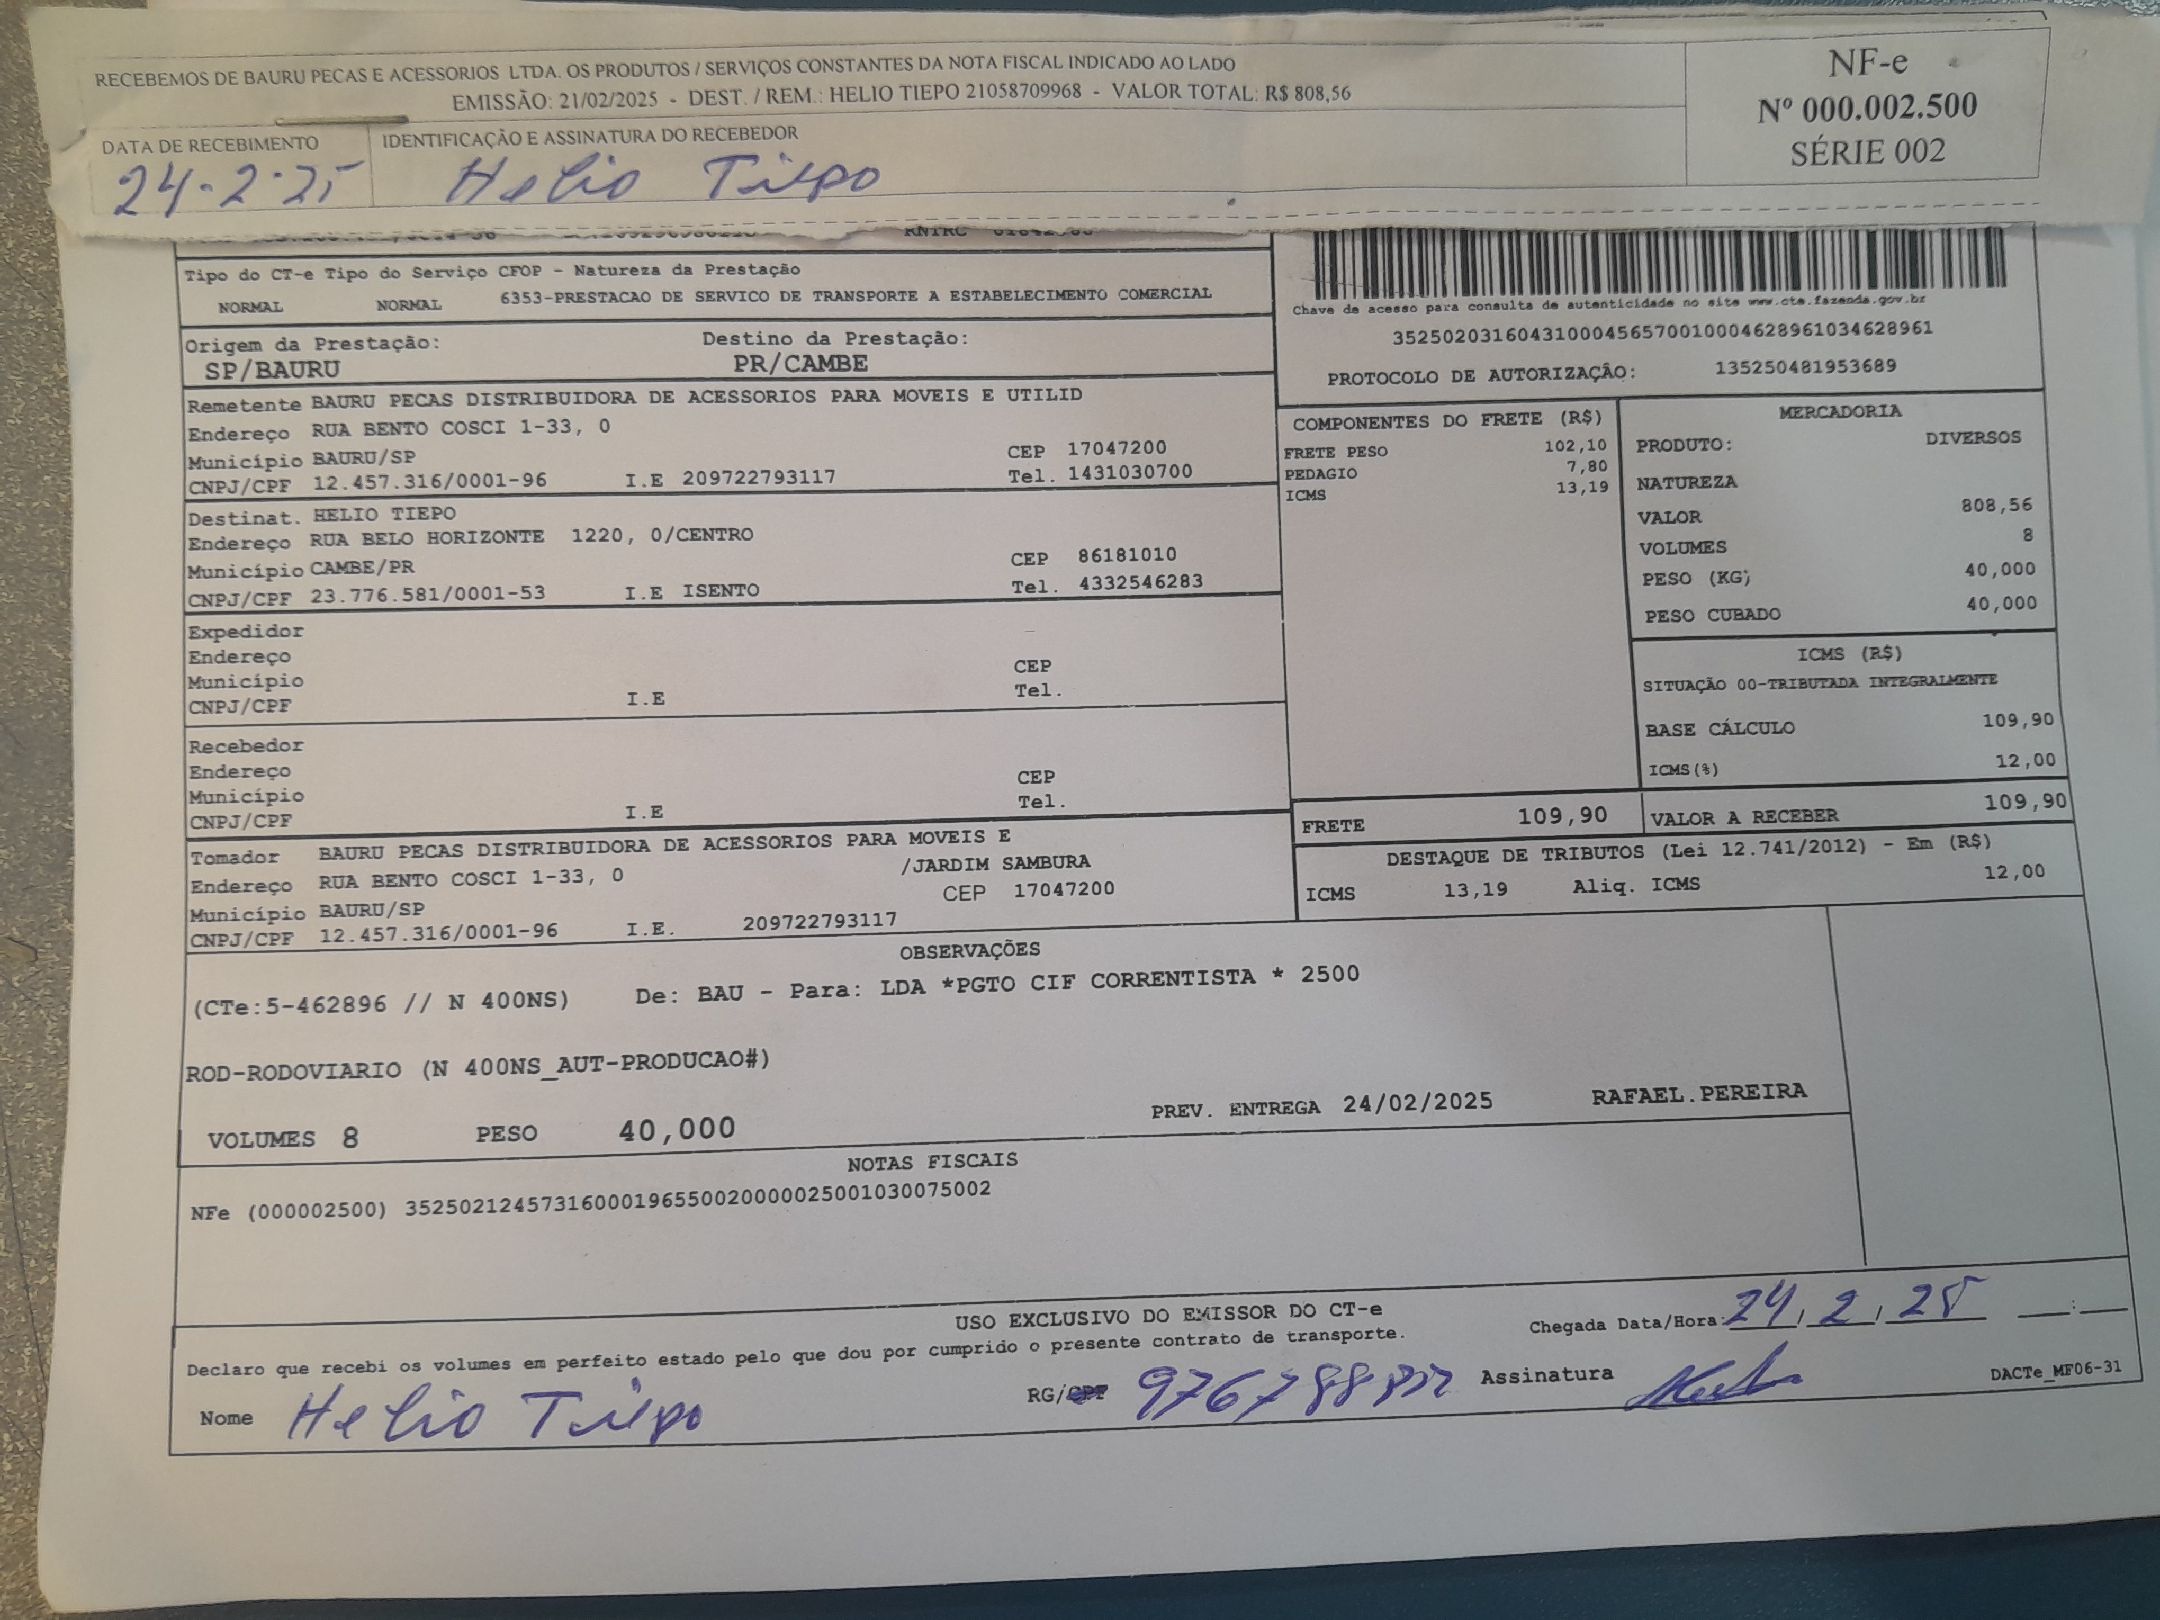 RECEBEMOS DE BAURU PECAS E ACESSORIOS LTDA. OS PRODUTOS / SERVIÇOS CONSTANTES DA NOTA FISCAL INDICADO AO LADO
EMISSÃO: 21/02/2025 - DEST. / REM.: HELIO TIEPO 21058709968 - VALOR TOTAL: R$ 808,56
NF-e
Nº 000.002.500
SÉRIE 002
DATA DE RECEBIMENTO
IDENTIFICAÇÃO E ASSINATURA DO RECEBEDOR
24-2-25
Helio Tiepo
RNTRC
Tipo do CT-e Tipo do Serviço CFOP - Natureza da Prestação
NORMAL NORMAL 6353-PRESTACAO DE SERVICO DE TRANSPORTE A ESTABELECIMENTO COMERCIAL
Chave de acesso para consulta de autenticidade no site www.cte.fazenda.gov.br
35250203160431000456570010004628961034628961
PROTOCOLO DE AUTORIZAÇÃO: 135250481953689
Origem da Prestação: Destino da Prestação:
SP/BAURU PR/CAMBE
Remetente BAURU PECAS DISTRIBUIDORA DE ACESSORIOS PARA MOVEIS E UTILID
Endereço RUA BENTO COSCI 1-33, 0
Município BAURU/SP CEP 17047200
CNPJ/CPF 12.457.316/0001-96 I.E 209722793117 Tel. 1431030700
Destinat. HELIO TIEPO
Endereço RUA BELO HORIZONTE 1220, 0/CENTRO
Município CAMBE/PR CEP 86181010
CNPJ/CPF 23.776.581/0001-53 I.E ISENTO Tel. 4332546283
Expedidor
Endereço
Município CEP
CNPJ/CPF I.E Tel.
Recebedor
Endereço
Município CEP
CNPJ/CPF I.E Tel.
Tomador BAURU PECAS DISTRIBUIDORA DE ACESSORIOS PARA MOVEIS E
Endereço RUA BENTO COSCI 1-33, 0 /JARDIM SAMBURA
Município BAURU/SP CEP 17047200
CNPJ/CPF 12.457.316/0001-96 I.E. 209722793117
COMPONENTES DO FRETE (R$)
FRETE PESO 102,10
PEDAGIO 7,80
ICMS 13,19
MERCADORIA
PRODUTO: DIVERSOS
NATUREZA
VALOR 808,56
VOLUMES 8
PESO (KG) 40,000
PESO CUBADO 40,000
ICMS (R$)
SITUAÇÃO 00-TRIBUTADA INTEGRALMENTE
BASE CÁLCULO 109,90
ICMS(%) 12,00
FRETE 109,90 VALOR A RECEBER 109,90
DESTAQUE DE TRIBUTOS (Lei 12.741/2012) - Em (R$)
ICMS 13,19 Aliq. ICMS 12,00
OBSERVAÇÕES
(CTe:5-462896 // N 400NS) De: BAU - Para: LDA *PGTO CIF CORRENTISTA * 2500
ROD-RODOVIARIO (N 400NS_AUT-PRODUCAO#)
VOLUMES 8 PESO 40,000 PREV. ENTREGA 24/02/2025 RAFAEL.PEREIRA
NOTAS FISCAIS
NFe (000002500) 35250212457316000196550020000025001030075002
USO EXCLUSIVO DO EMISSOR DO CT-e
Declaro que recebi os volumes em perfeito estado pelo que dou por cumprido o presente contrato de transporte.
Chegada Data/Hora: 24/2/25 __:__
Nome Helio Tiepo RG/CPF Assinatura
DACTe_MF06-31